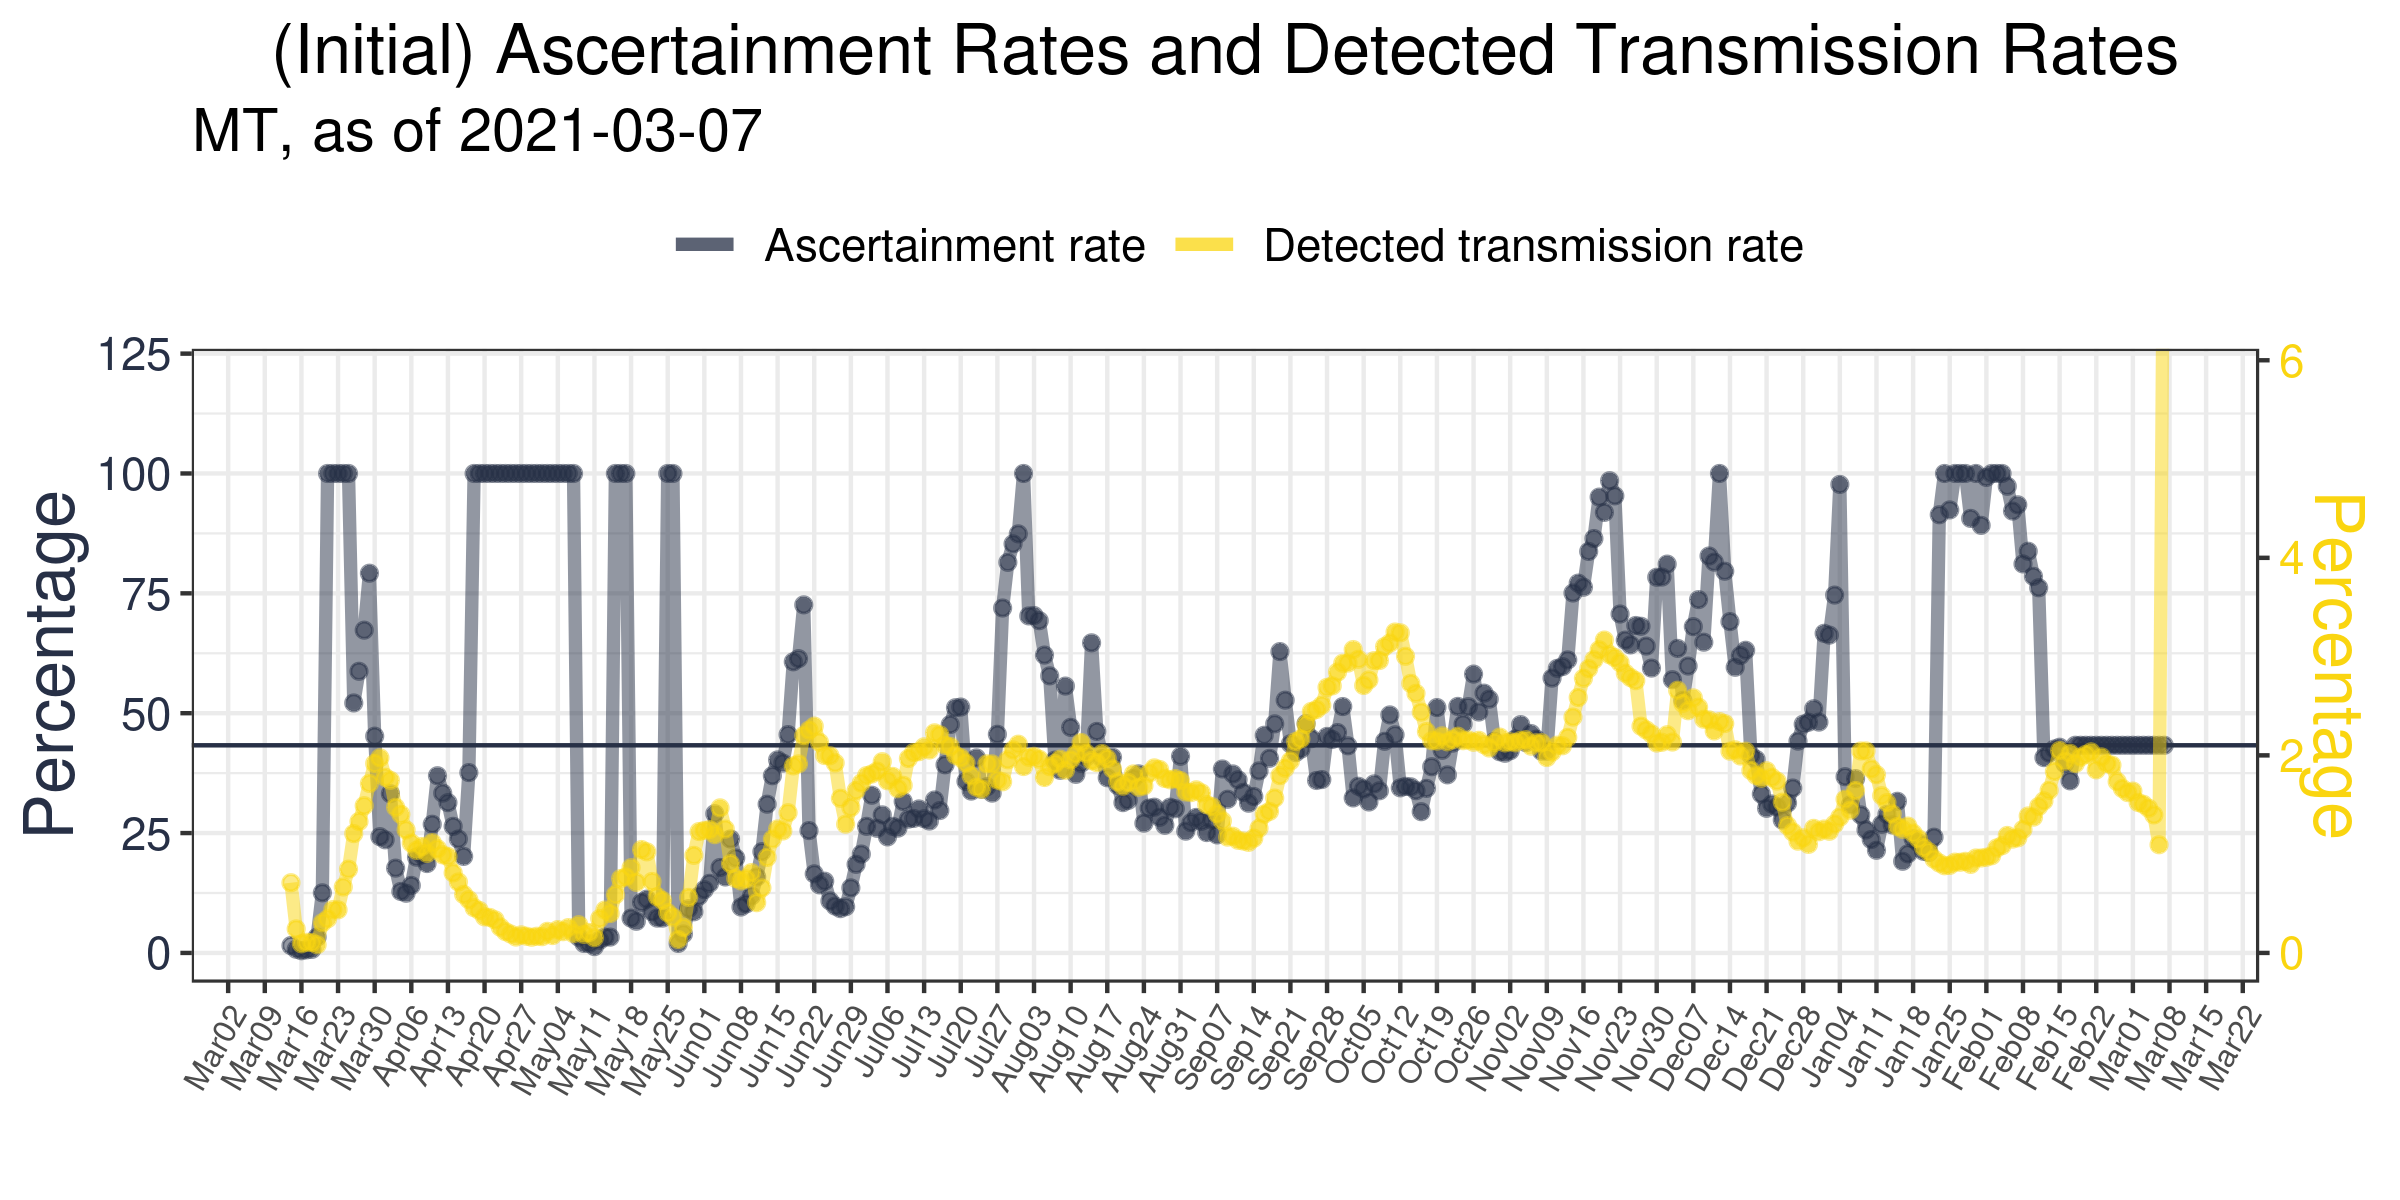 (Initial) Ascertainment Rates and Detected Transmission Rates
MT, as of 2021-03-07
Ascertainment rate
Detected transmission rate
Percentage
125
100
75
50
25
0
6
4
2
0
Percentage
Mar02
Mar09
Mar16
Mar23
Mar30
Apr06
Apr13
Apr20
Apr27
May04
May11
May18
May25
Jun01
Jun08
Jun15
Jun22
Jun29
Jul06
Jul13
Jul20
Jul27
Aug03
Aug10
Aug17
Aug24
Aug31
Sep07
Sep14
Sep21
Sep28
Oct05
Oct12
Oct19
Oct26
Nov02
Nov09
Nov16
Nov23
Nov30
Dec07
Dec14
Dec21
Dec28
Dec04
Jan11
Jan18
Jan25
Feb01
Feb08
Feb15
Feb22
Mar01
Mar08
Mar15
Mar22